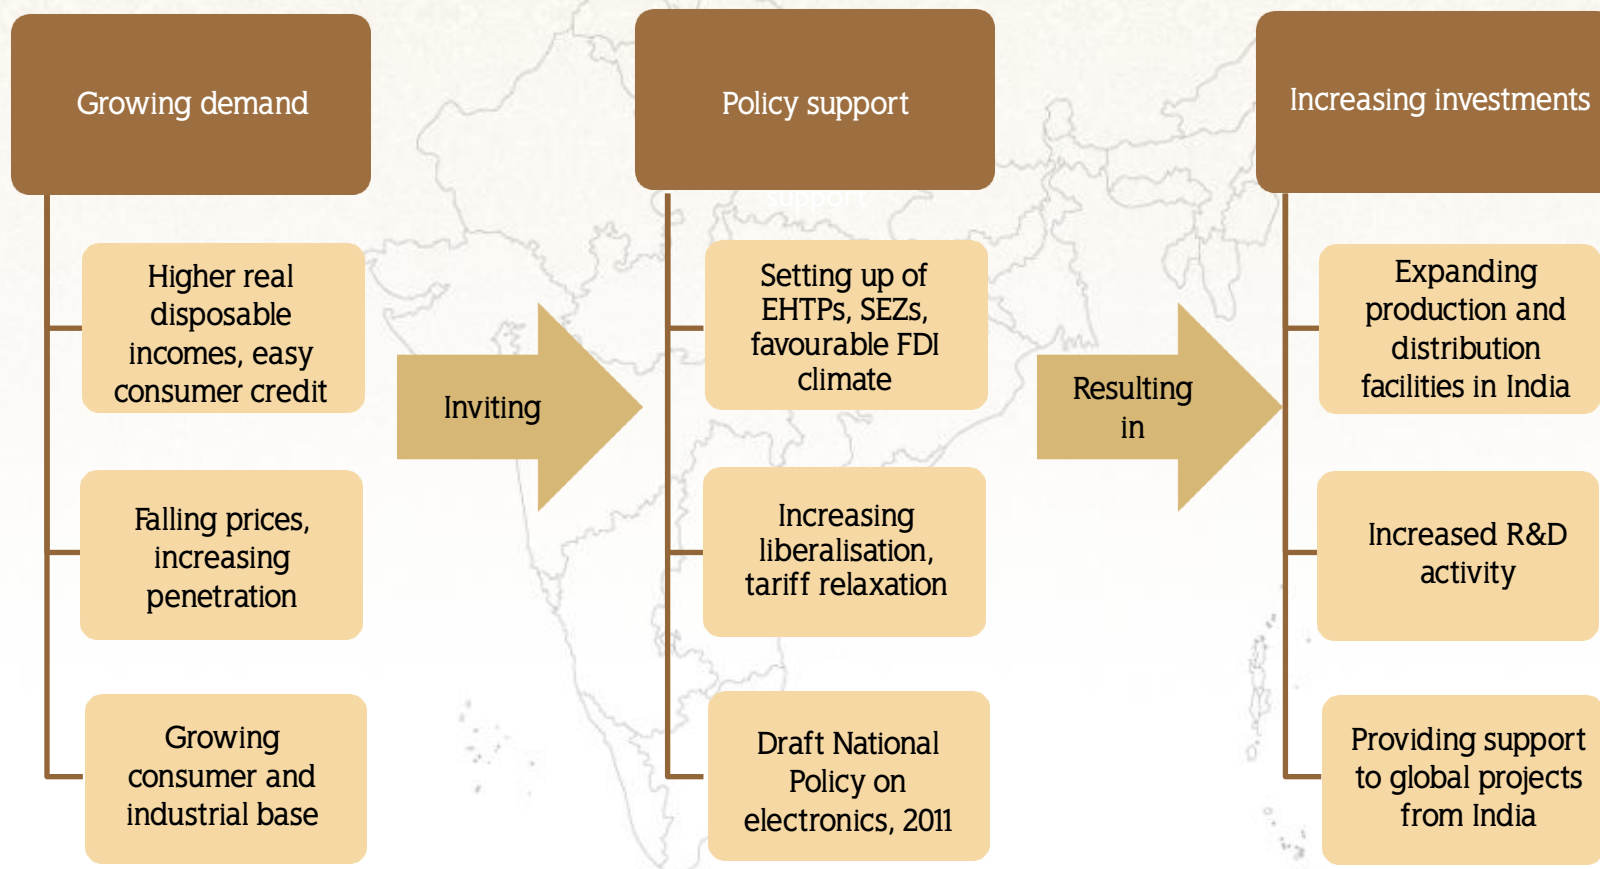 Growing demand
Higher real
disposable
incomes, easy
consumer credit
Falling prices,
increasing
penetration
Growing
consumer and
industrial base
Inviting
Policy support
support
Setting up of
EHTPs, SEZs,
favourable FDI
climate
Increasing
liberalisation,
tariff relaxation
Draft National
Policy on
electronics, 2011
Resulting
in
Increasing investments
Expanding
production and
distribution
facilities in India
Increased R&D
activity
Providing support
to global projects
from India